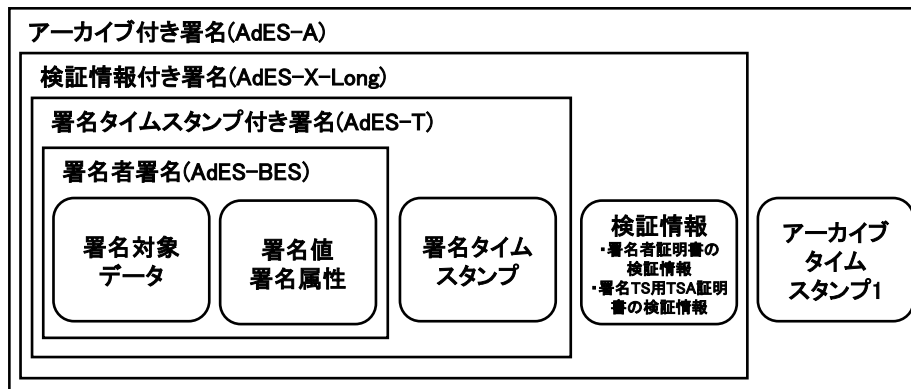 アーカイブ付き署名(AdES-A)
検証情報付き署名(AdES-X-Long)
署名タイムスタンプ付き署名(AdES-T)
署名者署名(AdES-BES)
署名対象
データ
署名値
署名属性
署名タイム
スタンプ
検証情報
・署名者証明書の
検証情報
・署名TS用TSA証明
書の検証情報
アーカイブ
タイム
スタンプ1